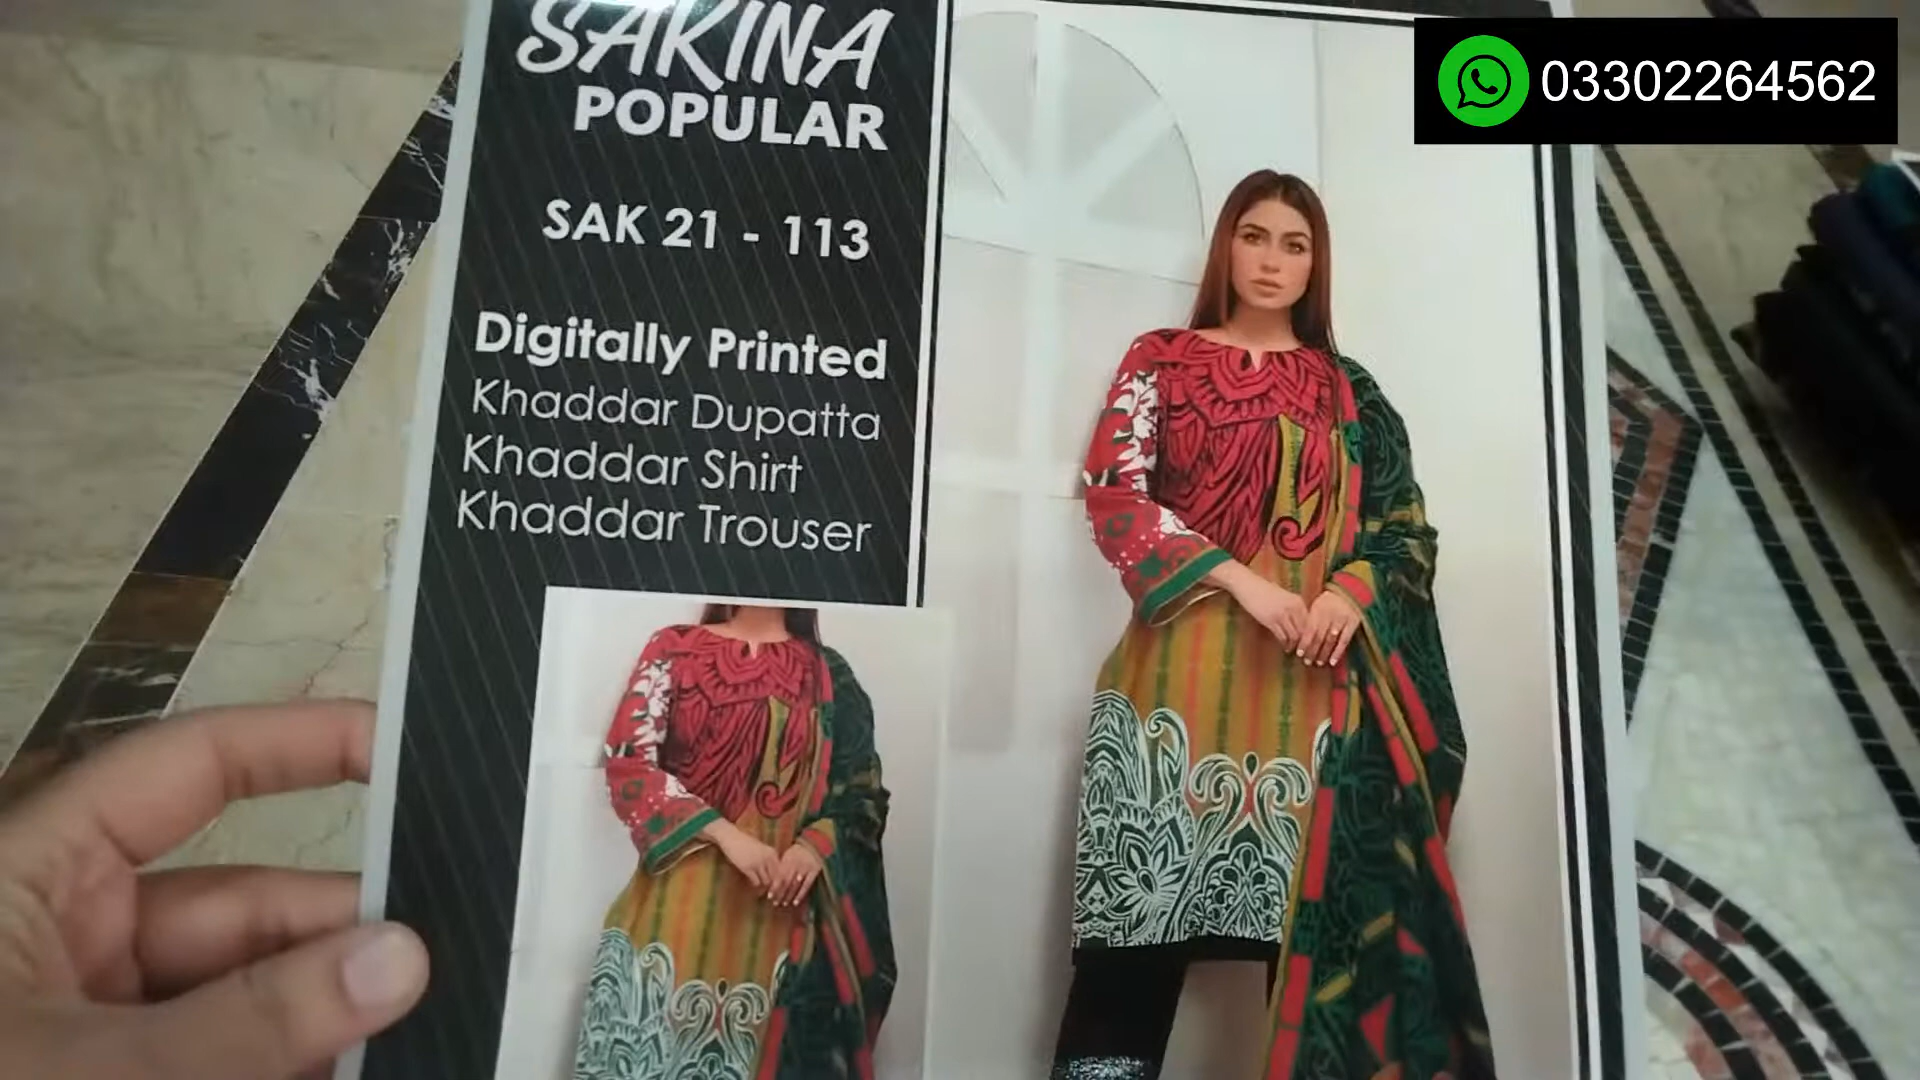 SAKINA
POPULAR
SAK 21 - 113
Digitally Printed
Khaddar Dupatta
Khaddar Shirt
Khaddar Trouser
03302264562